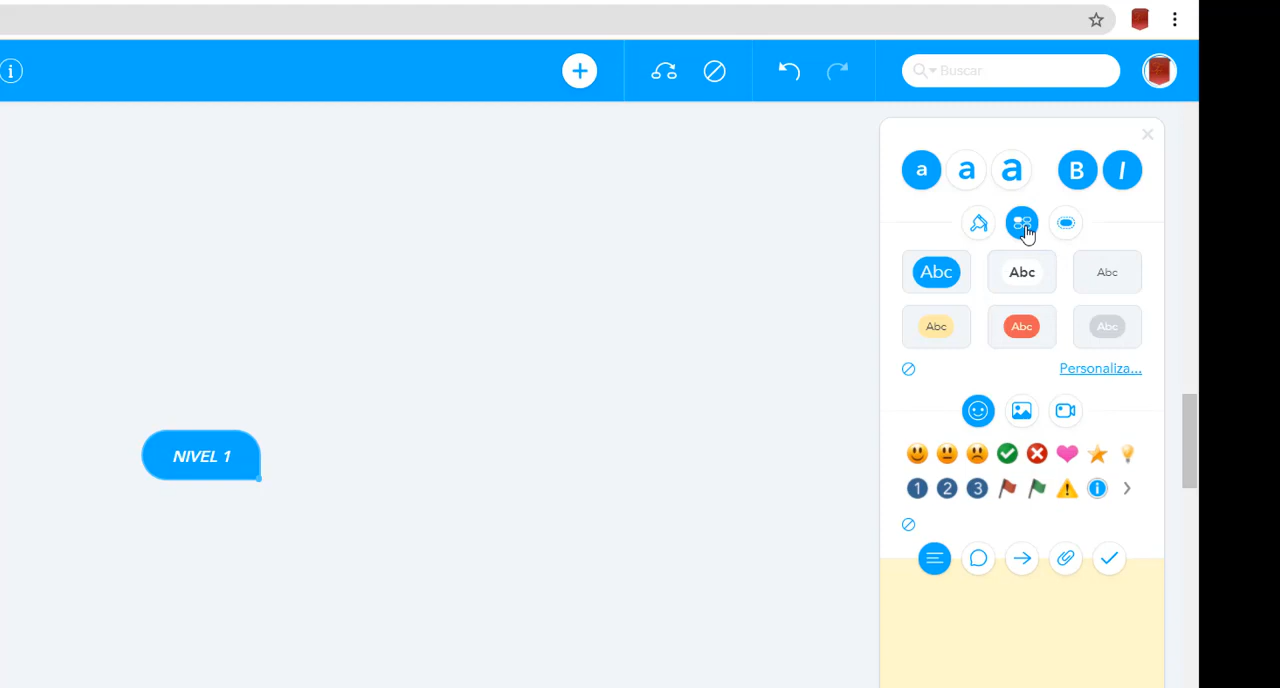 Buscar
a a a B I
Abc Abc Abc
Abc Abc Abc
Personaliza...
NIVEL 1
1 2 3